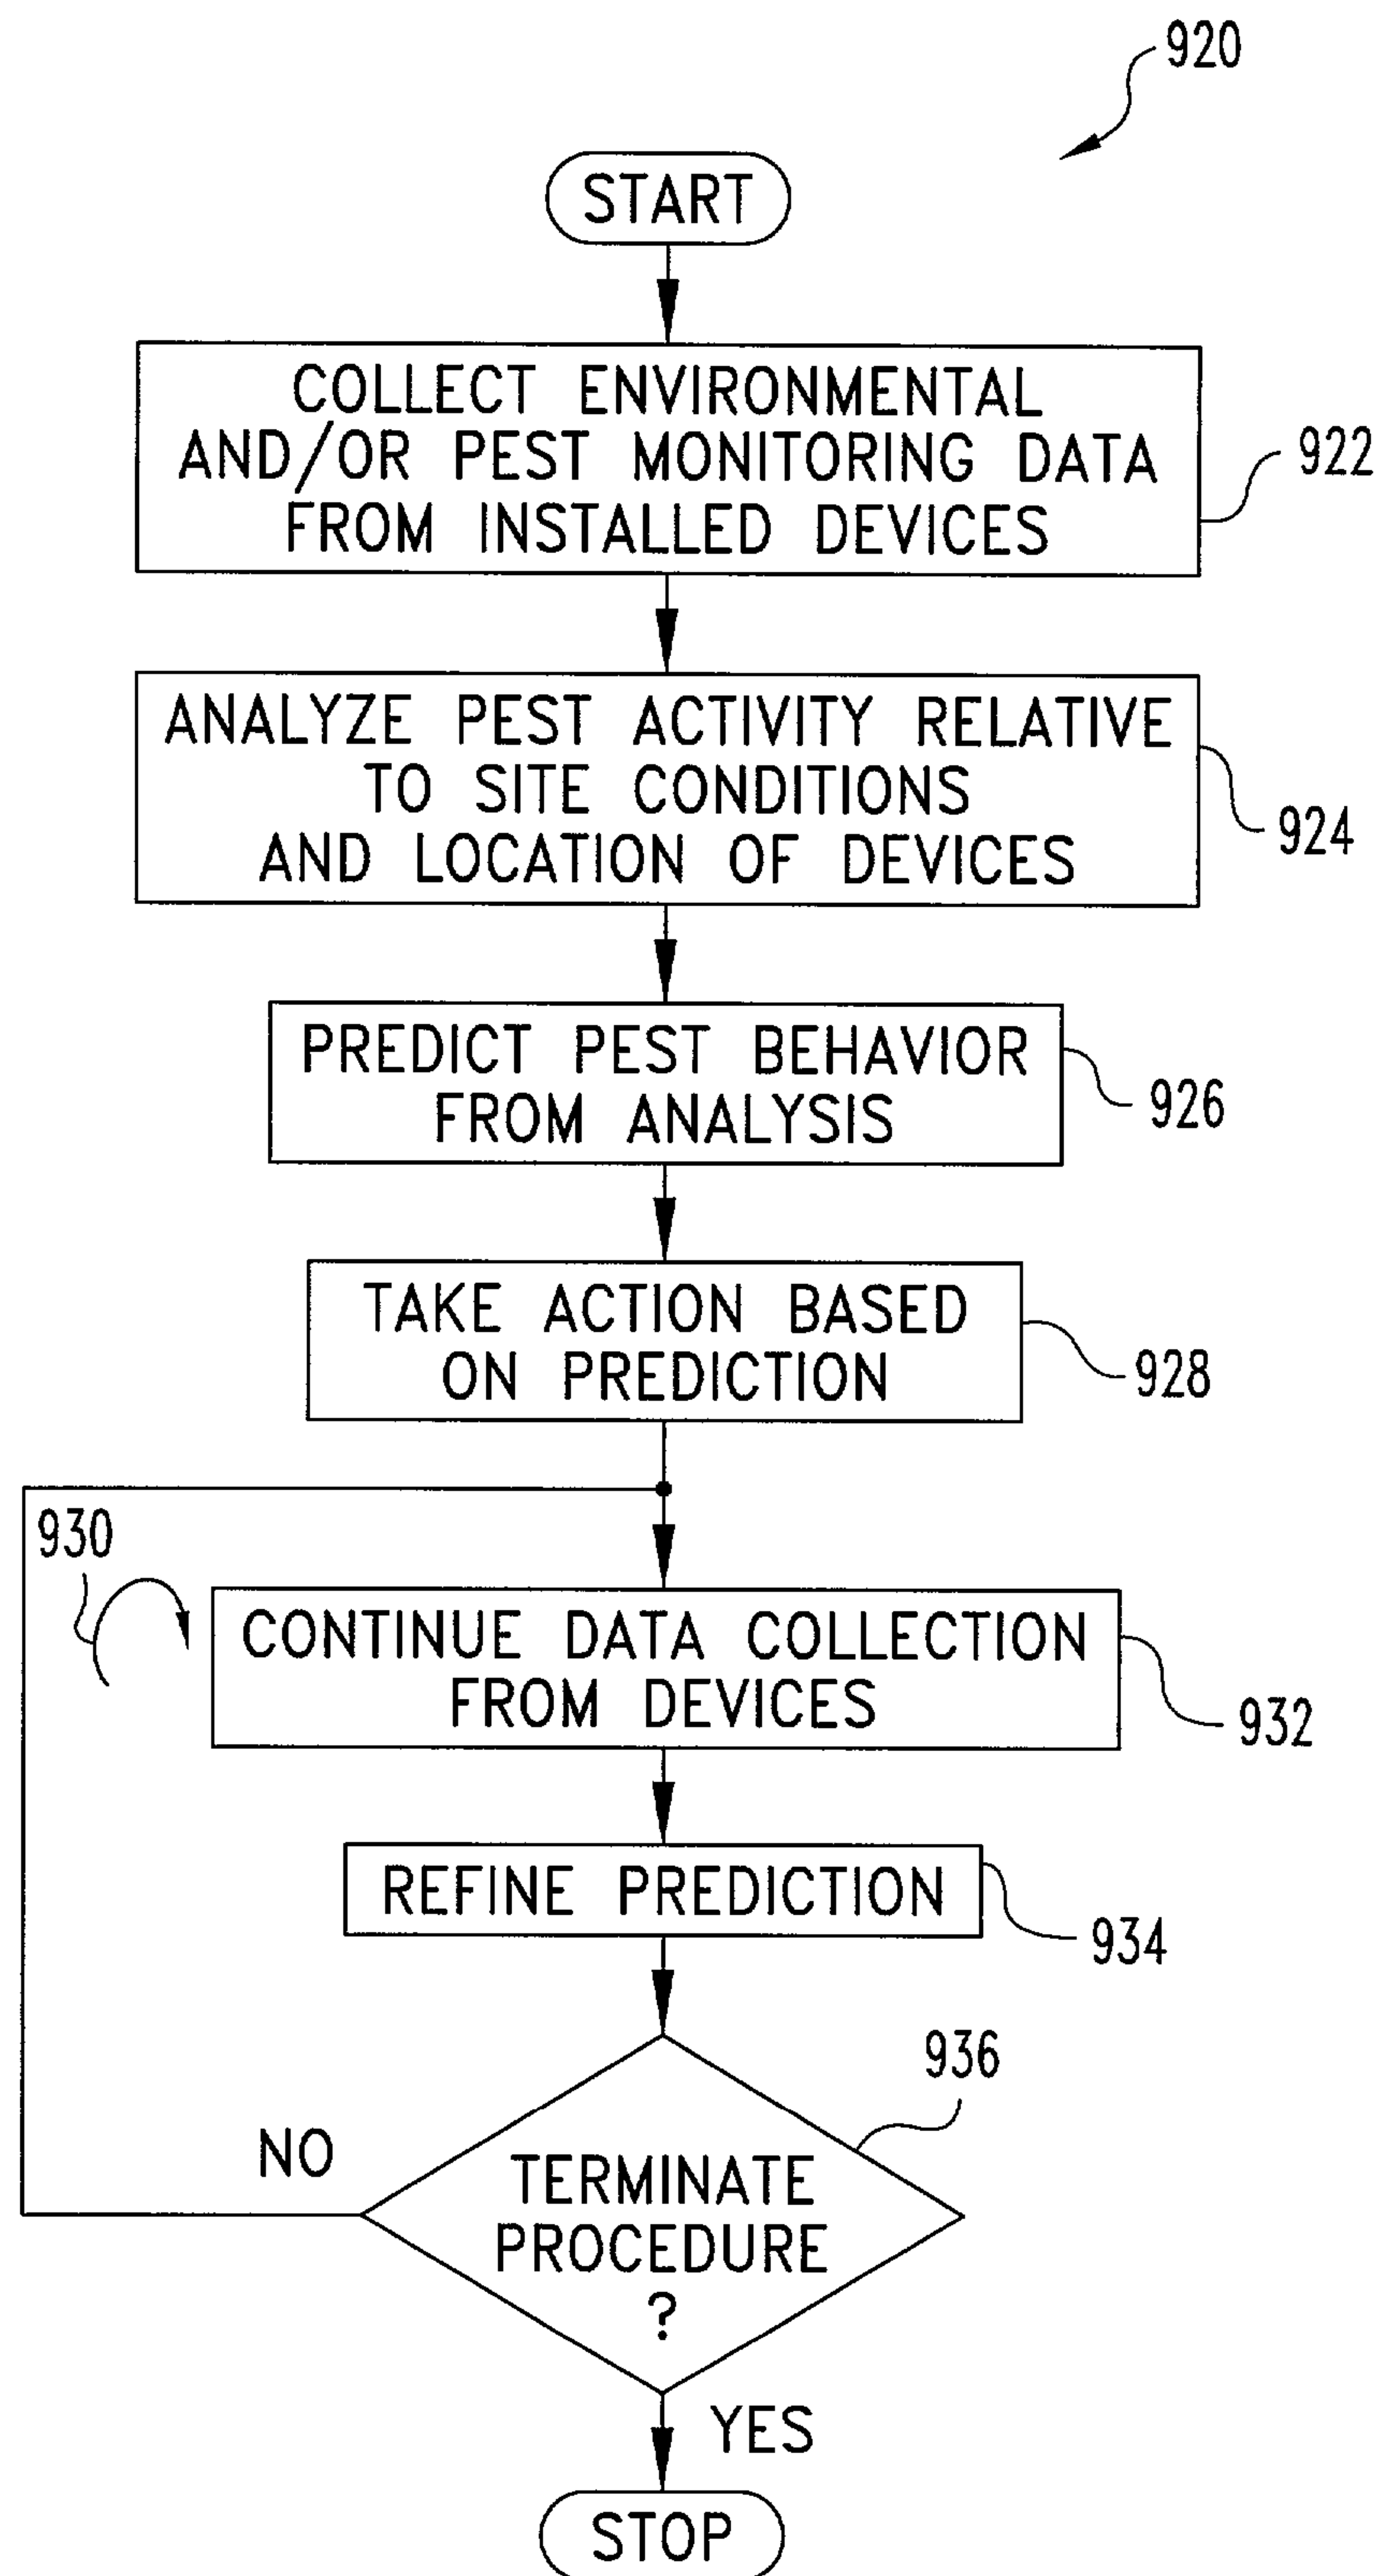 920
START
COLLECT ENVIRONMENTAL
AND/OR PEST MONITORING DATA
FROM INSTALLED DEVICES
922
ANALYZE PEST ACTIVITY RELATIVE
TO SITE CONDITIONS
AND LOCATION OF DEVICES
924
PREDICT PEST BEHAVIOR
FROM ANALYSIS
926
TAKE ACTION BASED
ON PREDICTION
928
930
CONTINUE DATA COLLECTION
FROM DEVICES
932
REFINE PREDICTION
934
936
NO
TERMINATE
PROCEDURE
?
YES
STOP